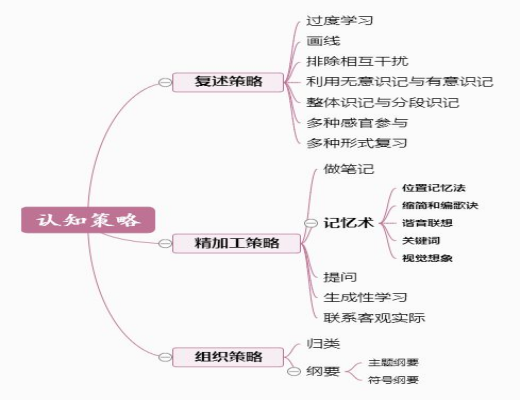 认知策略
复述策略
过度学习
画线
排除相互干扰
利用无意识记与有意识记
整体识记与分段识记
多种感官参与
多种形式复习
精加工策略
做笔记
记忆术
位置记忆法
缩简和编歌诀
谐音联想
关键词
视觉想象
提问
生成性学习
联系客观实际
组织策略
归类
纲要
主题纲要
符号纲要